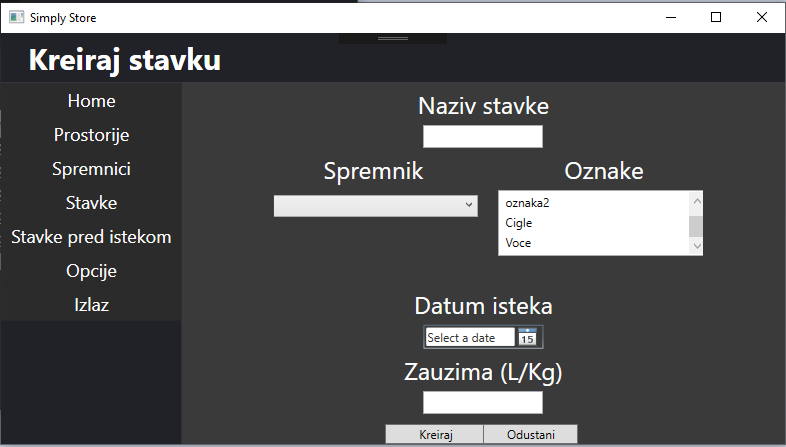 Simply Store
Kreiraj stavku
Home
Prostorije
Spremnici
Stavke
Stavke pred istekom
Opcije
Izlaz
Naziv stavke
Spremnik
Oznake
oznaka2
Cigle
Voce
Datum isteka
Select a date
15
Zauzima (L/Kg)
Kreiraj
Odustani